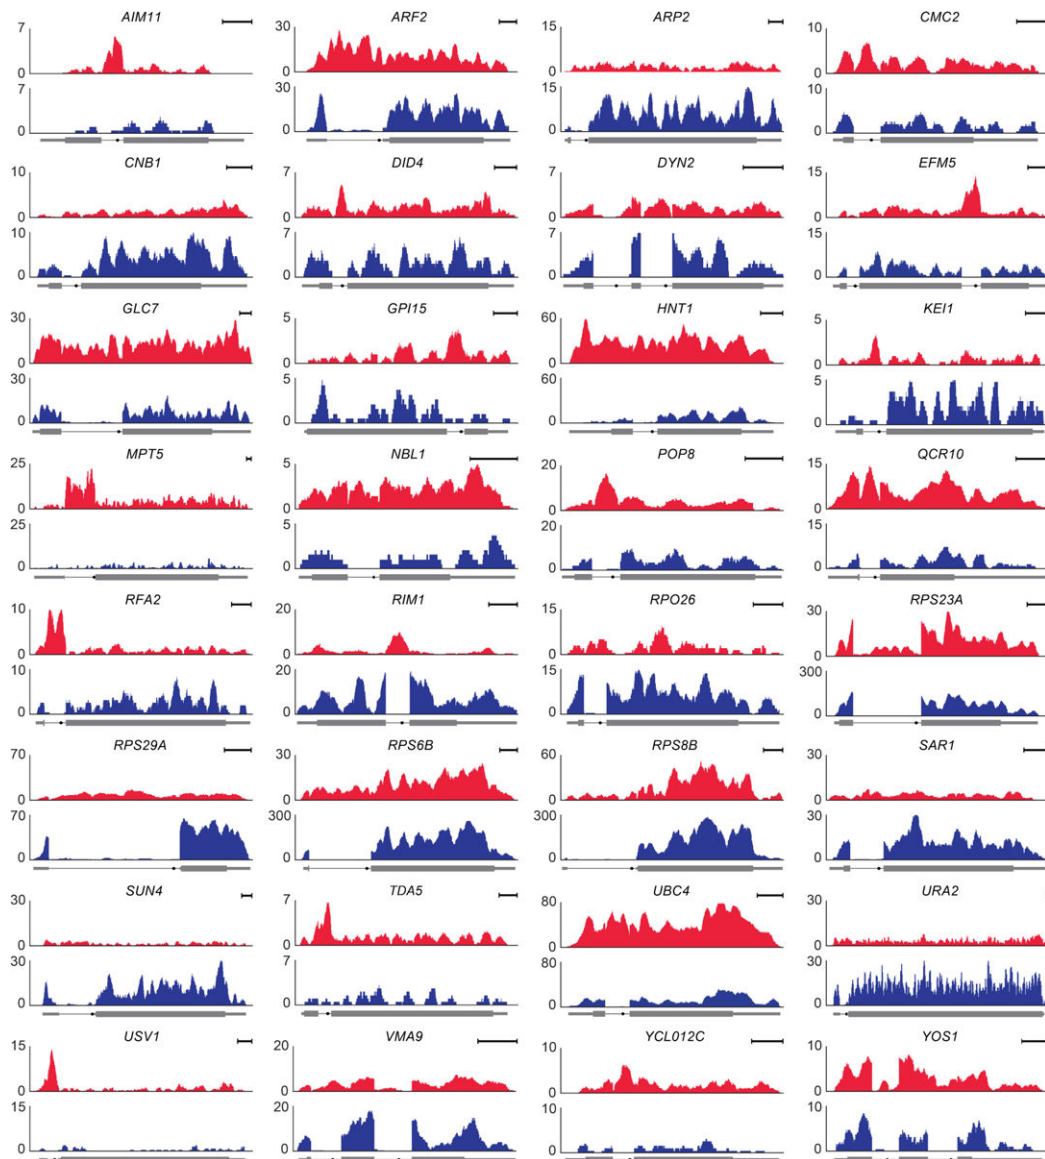 AIM11 ARF2 ARP2 CMC2
7 30 15 10
0 0 0 0
7 30 15 10
0 0 0 0
CNB1 DID4 DYN2 EFM5
10 7 7 15
0 0 0 0
10 7 7 15
0 0 0 0
GLC7 GPI15 HNT1 KEI1
30 5 60 5
0 0 0 0
30 5 60 5
0 0 0 0
MPT5 NBL1 POP8 QCR10
25 5 20 15
0 0 0 0
25 5 20 15
0 0 0 0
RFA2 RIM1 RPO26 RPS23A
10 20 15 30
0 0 0 0
10 20 15 300
0 0 0 0
RPS29A RPS6B RPS8B SAR1
70 30 60 30
0 0 0 0
70 300 300 30
0 0 0 0
SUN4 TDA5 UBC4 URA2
30 7 80 30
0 0 0 0
30 7 80 30
0 0 0 0
USV1 VMA9 YCL012C YOS1
15 20 10 10
0 0 0 0
15 20 10 10
0 0 0 0